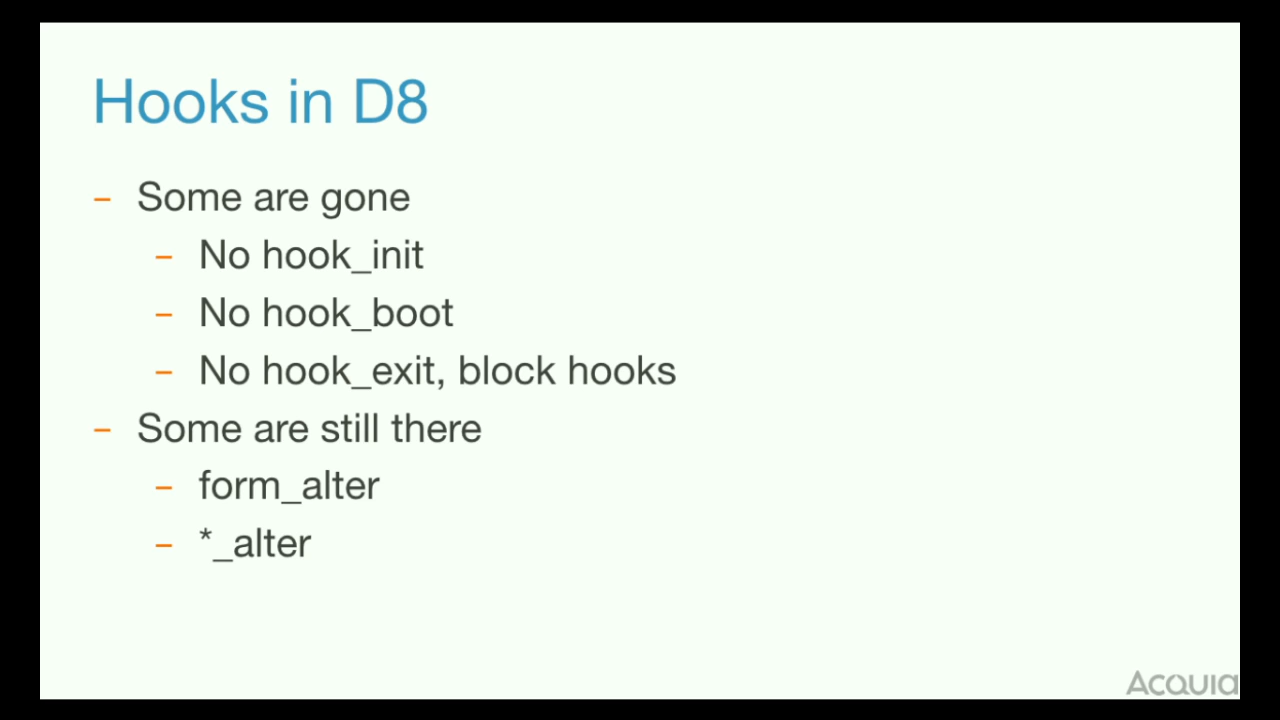 Hooks in D8
– Some are gone
– No hook_init
– No hook_boot
– No hook_exit, block hooks
– Some are still there
– form_alter
– *_alter
Acquia